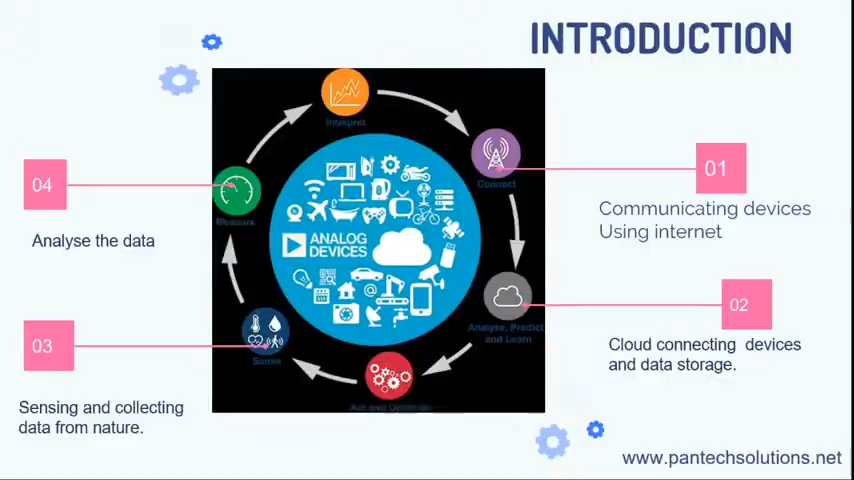 INTRODUCTION
Interpret
Connect
Measure
ANALOG
DEVICES
Analyze, Predict
and Learn
Sense
04
Analyse the data
01
Communicating devices
Using internet
02
Cloud connecting devices
and data storage.
03
Sensing and collecting
data from nature.
www.pantechsolutions.net